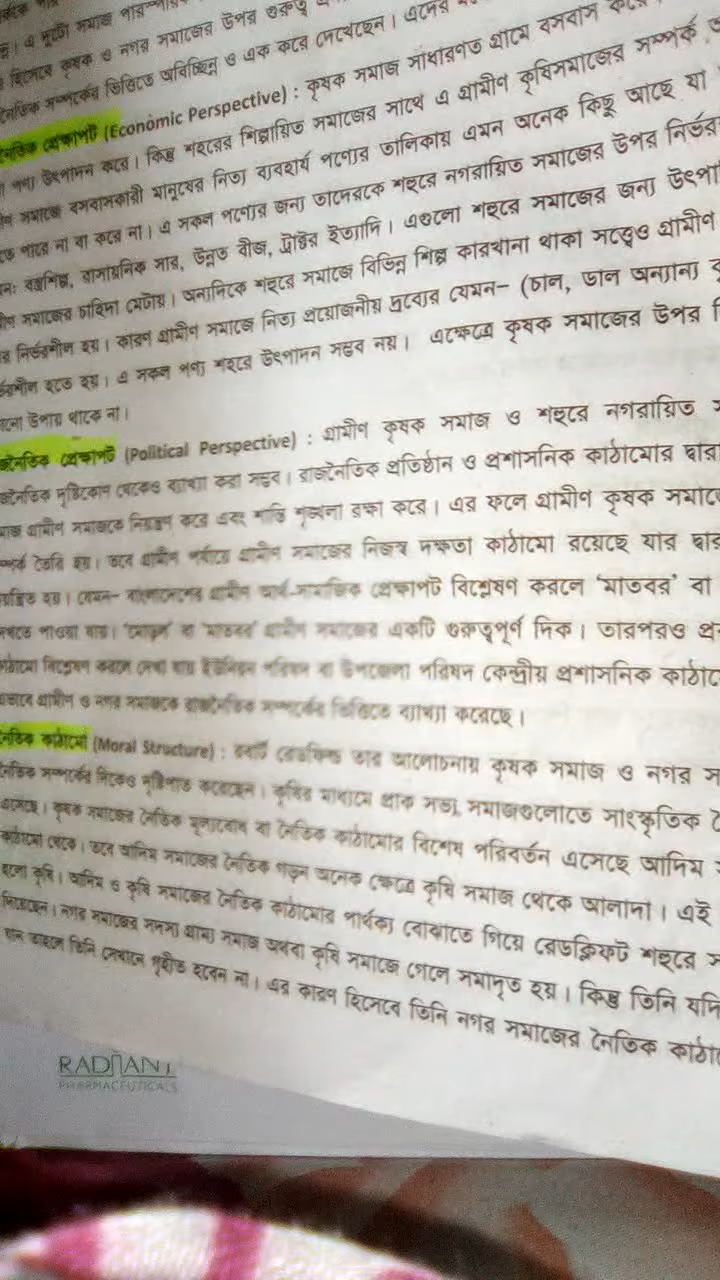 সমাজের উপর গুরুত্ব
হিসেবে কৃষক ও নগর সমাজের উপর গুরুত্ব
সম্পর্কের ভিত্তিতে অবিচ্ছিন্ন ও এক করে দেখেছেন। এদের
প্রেক্ষাপট (Economic Perspective) : কৃষক সমাজ সাধারণত গ্রামে বসবাস করে
পণ্য উৎপাদন করে। কিন্তু শহরের শিল্পায়িত সমাজের সাথে এ গ্রামীণ কৃষিসমাজের সম্পর্ক
সমাজে বসবাসকারী মানুষের নিত্য ব্যবহার্য পণ্যের তালিকায় এমন অনেক কিছু আছে যা
পারে না বা করে না। এ সকল পণ্যের জন্য তাদেরকে শহুরে নগরায়িত সমাজের উপর নির্ভর
বস্ত্রশিল্প, রাসায়নিক সার, উন্নত বীজ, ট্রাক্টর ইত্যাদি। এগুলো শহুরে সমাজের জন্য উৎপা
সমাজের চাহিদা মেটায়। অন্যদিকে শহুরে সমাজে বিভিন্ন শিল্প কারখানা থাকা সত্ত্বেও গ্রামীণ
নির্ভরশীল হয়। কারণ গ্রামীণ সমাজে নিত্য প্রয়োজনীয় দ্রব্যের যেমন– (চাল, ডাল অন্যান্য
হতে হয়। এ সকল পণ্য শহরে উৎপাদন সম্ভব নয়। এক্ষেত্রে কৃষক সমাজের উপর
উপায় থাকে না।
প্রেক্ষাপট (Political Perspective) : গ্রামীণ কৃষক সমাজ ও শহুরে নগরায়িত
দৃষ্টিকোণ থেকেও ব্যাখ্যা করা সম্ভব। রাজনৈতিক প্রতিষ্ঠান ও প্রশাসনিক কাঠামোর দ্বারা
গ্রামীণ সমাজকে নিয়ন্ত্রণ করে এবং শান্তি শৃঙ্খলা রক্ষা করে। এর ফলে গ্রামীণ কৃষক সমাজে
তৈরি হয়। তবে গ্রামীণ পর্যায়ে গ্রামীণ সমাজের নিজস্ব দক্ষতা কাঠামো রয়েছে যার দ্বার
হয়। যেমন– বাংলাদেশের গ্রামীণ আর্থ-সামাজিক প্রেক্ষাপট বিশ্লেষণ করলে 'মাতবর' বা
পাওয়া যায়। 'মোড়ল' বা 'মাতবর' গ্রামীণ সমাজের একটি গুরুত্বপূর্ণ দিক। তারপরও
বিশ্লেষণ করলে দেখা যায় ইউনিয়ন পরিষদ বা উপজেলা পরিষদ কেন্দ্রীয় প্রশাসনিক কাঠামো
গ্রামীণ ও নগর সমাজকে রাজনৈতিক সম্পর্কের ভিত্তিতে ব্যাখ্যা করেছে।
কাঠামো (Moral Structure) : রবার্ট রেডফিল্ড তার আলোচনায় কৃষক সমাজ ও নগর
সম্পর্কের দিকেও দৃষ্টিপাত করেছেন। কৃষির মাধ্যমে প্রাক সভ্য সমাজগুলোতে সাংস্কৃতিক
এসেছে। কৃষক সমাজের নৈতিক মূল্যবোধ বা নৈতিক কাঠামোর বিশেষ পরিবর্তন এসেছে আদিম
কাঠামো থেকে। তবে আদিম সমাজের নৈতিক গড়ন অনেক ক্ষেত্রে কৃষি সমাজ থেকে আলাদা। এই
হলো কৃষি। আদিম ও কৃষি সমাজের নৈতিক কাঠামোর পার্থক্য বোঝাতে গিয়ে রেডক্লিফট শহুরে
নগর সমাজের সদস্য গ্রাম্য সমাজ অথবা কৃষি সমাজে গেলে সমাদৃত হয়। কিন্তু তিনি যদি
কারণে তিনি সেখানে গৃহীত হবেন না। এর কারণ হিসেবে তিনি নগর সমাজের নৈতিক কাঠা
RADIANT
PHARMACEUTICALS